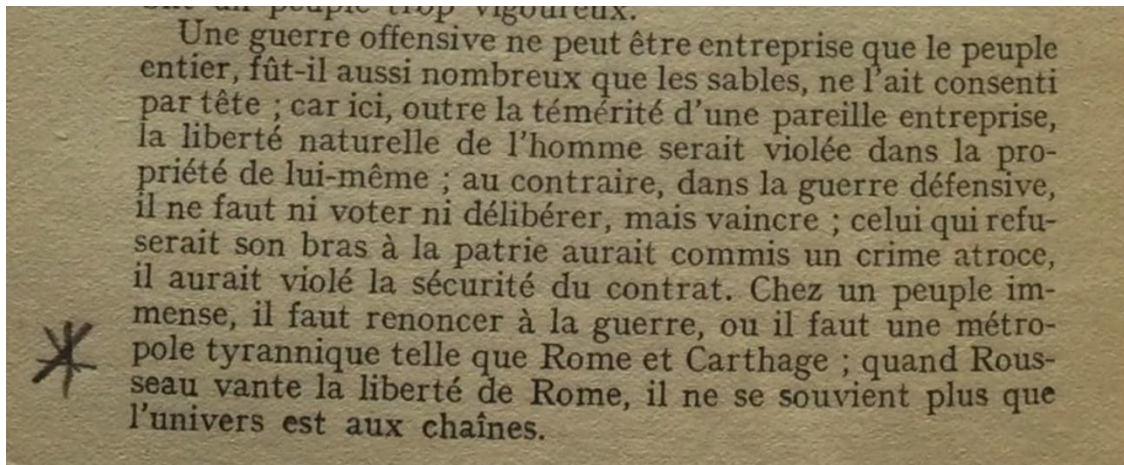 ont un peuple trop vigoureux.
Une guerre offensive ne peut être entreprise que le peuple
entier, fût-il aussi nombreux que les sables, ne l'ait consenti
par tête ; car ici, outre la témérité d'une pareille entreprise,
la liberté naturelle de l'homme serait violée dans la pro-
priété de lui-même ; au contraire, dans la guerre défensive,
il ne faut ni voter ni délibérer, mais vaincre ; celui qui refu-
serait son bras à la patrie aurait commis un crime atroce,
il aurait violé la sécurité du contrat. Chez un peuple im-
mense, il faut renoncer à la guerre, ou il faut une métro-
pole tyrannique telle que Rome et Carthage ; quand Rous-
seau vante la liberté de Rome, il ne se souvient plus que
l'univers est aux chaînes.